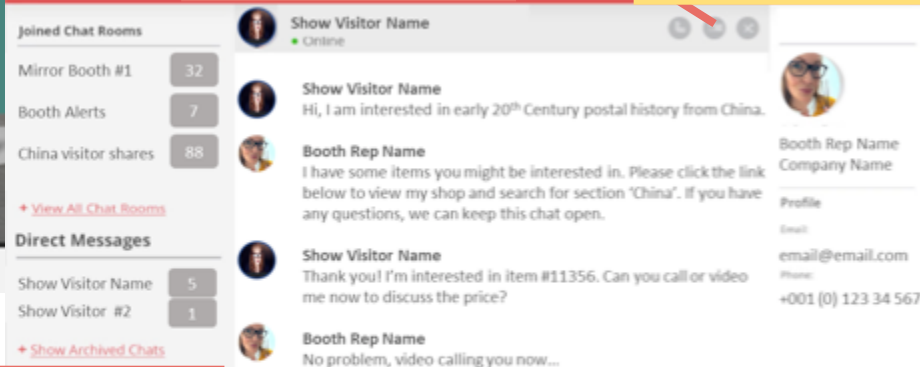 Joined Chat Rooms
Mirror Booth #1 32
Booth Alerts 7
China visitor shares 88
+ View All Chat Rooms
Direct Messages
Show Visitor Name 5
Show Visitor #2 1
+ Show Archived Chats
Show Visitor Name
Online
Show Visitor Name
Hi, I am interested in early 20th Century postal history from China.
Booth Rep Name
I have some items you might be interested in. Please click the link
below to view my shop and search for section ‘China’. If you have
any questions, we can keep this chat open.
Show Visitor Name
Thank you! I'm interested in item #11356. Can you call or video
me now to discuss the price?
Booth Rep Name
No problem, video calling you now...
Booth Rep Name
Company Name
Profile
Email:
email@email.com
Phone:
+001 (0) 123 34 567